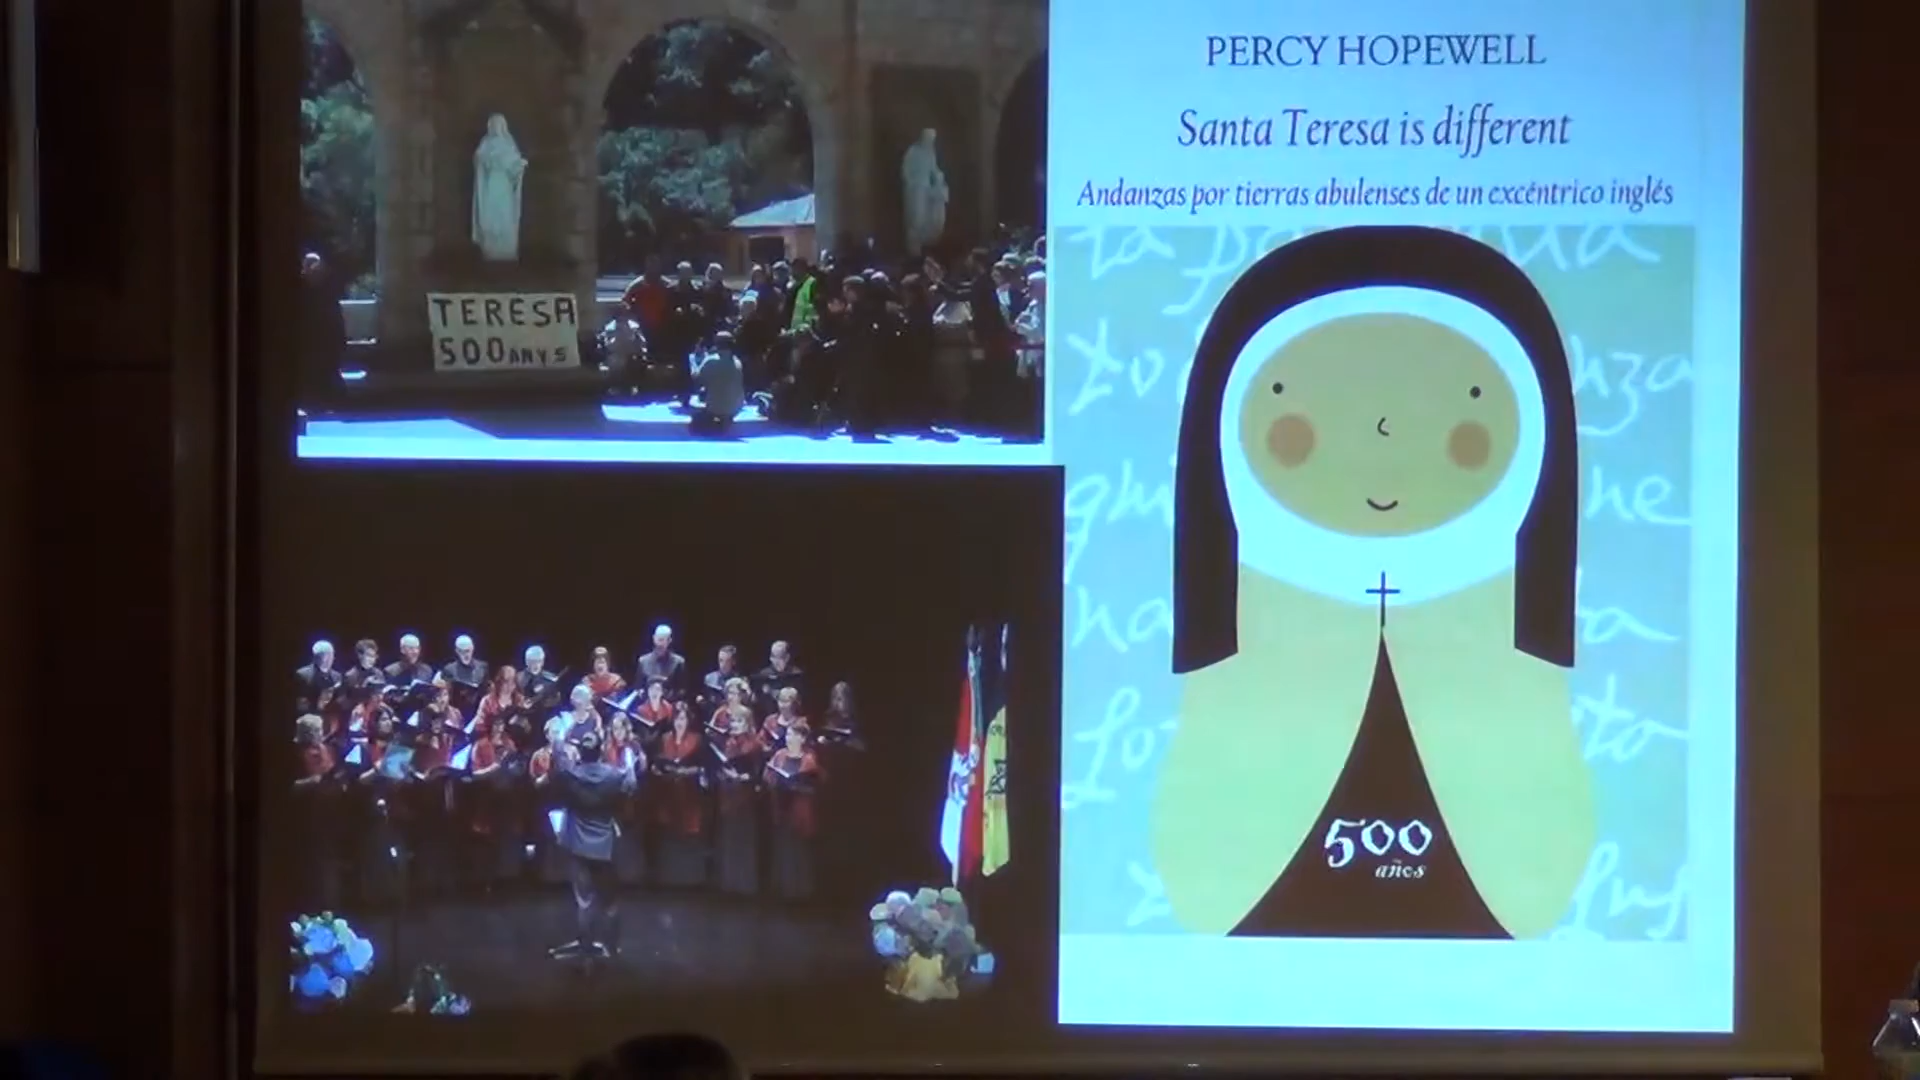 TERESA
500 ANYS
PERCY HOPEWELL
Santa Teresa is different
Andanzas por tierras abulenses de un excéntrico inglés
500
años